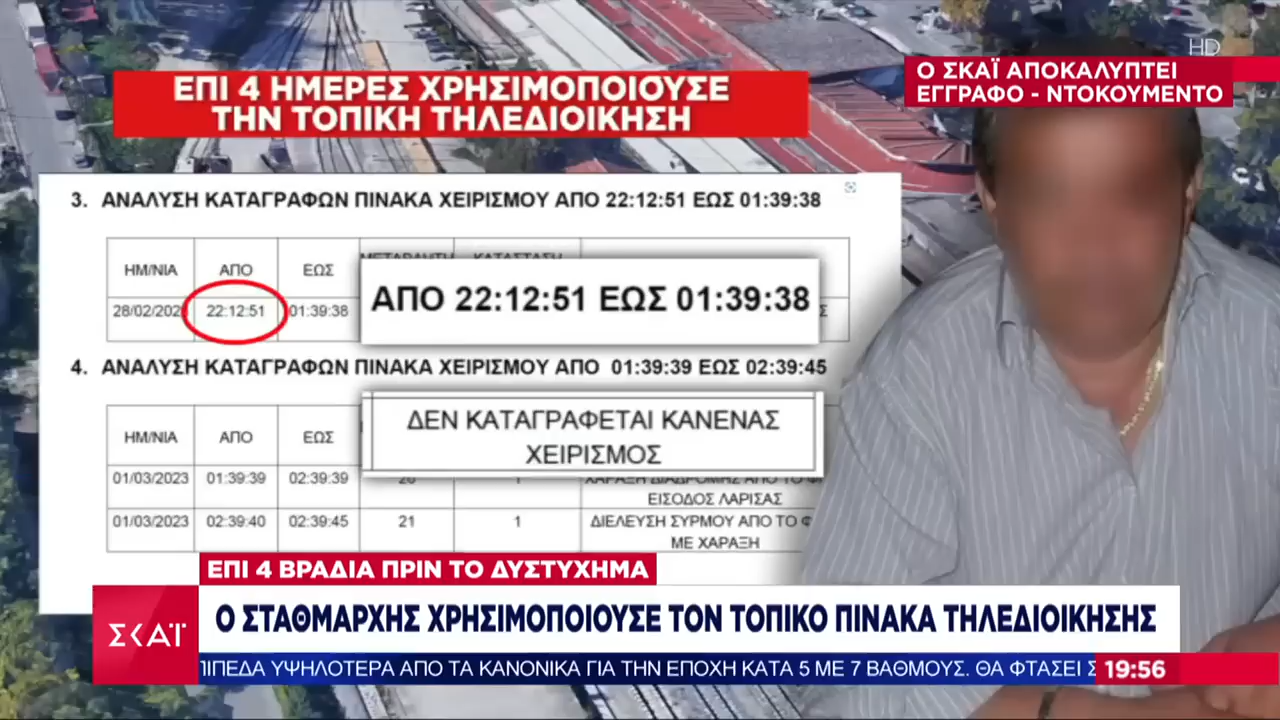 HD
Ο ΣΚΑΪ ΑΠΟΚΑΛΥΠΤΕΙ
ΕΓΓΡΑΦΟ - ΝΤΟΚΟΥΜΕΝΤΟ
ΕΠΙ 4 ΗΜΕΡΕΣ ΧΡΗΣΙΜΟΠΟΙΟΥΣΕ
ΤΗΝ ΤΟΠΙΚΗ ΤΗΛΕΔΙΟΙΚΗΣΗ
3. ΑΝΑΛΥΣΗ ΚΑΤΑΓΡΑΦΩΝ ΠΙΝΑΚΑ ΧΕΙΡΙΣΜΟΥ ΑΠΟ 22:12:51 ΕΩΣ 01:39:38
ΗΜ/ΝΙΑ ΑΠΟ ΕΩΣ
28/02/202 22:12:51 01:39:38
ΑΠΟ 22:12:51 ΕΩΣ 01:39:38
4. ΑΝΑΛΥΣΗ ΚΑΤΑΓΡΑΦΩΝ ΠΙΝΑΚΑ ΧΕΙΡΙΣΜΟΥ ΑΠΟ 01:39:39 ΕΩΣ 02:39:45
ΔΕΝ ΚΑΤΑΓΡΑΦΕΤΑΙ ΚΑΝΕΝΑΣ
ΧΕΙΡΙΣΜΟΣ
ΗΜ/ΝΙΑ ΑΠΟ ΕΩΣ
01/03/2023 01:39:39 02:39:39 1 ΧΑΡΑΞΗ ΔΙΑΔΡΟΜΗΣ ΑΠΟ ΤΟ
ΕΙΣΟΔΟΣ ΛΑΡΙΣΑΣ
01/03/2023 02:39:40 02:39:45 21 1 ΔΙΕΛΕΥΣΗ ΣΥΡΜΟΥ ΑΠΟ ΤΟ Φ
ΜΕ ΧΑΡΑΞΗ
ΕΠΙ 4 ΒΡΑΔΙΑ ΠΡΙΝ ΤΟ ΔΥΣΤΥΧΗΜΑ
ΣΚΑΪ
Ο ΣΤΑΘΜΑΡΧΗΣ ΧΡΗΣΙΜΟΠΟΙΟΥΣΕ ΤΟΝ ΤΟΠΙΚΟ ΠΙΝΑΚΑ ΤΗΛΕΔΙΟΙΚΗΣΗΣ
ΙΠΕΔΑ ΥΨΗΛΟΤΕΡΑ ΑΠΟ ΤΑ ΚΑΝΟΝΙΚΑ ΓΙΑ ΤΗΝ ΕΠΟΧΗ ΚΑΤΑ 5 ΜΕ 7 ΒΑΘΜΟΥΣ. ΘΑ ΦΤΑΣΕΙ Σ 19:56